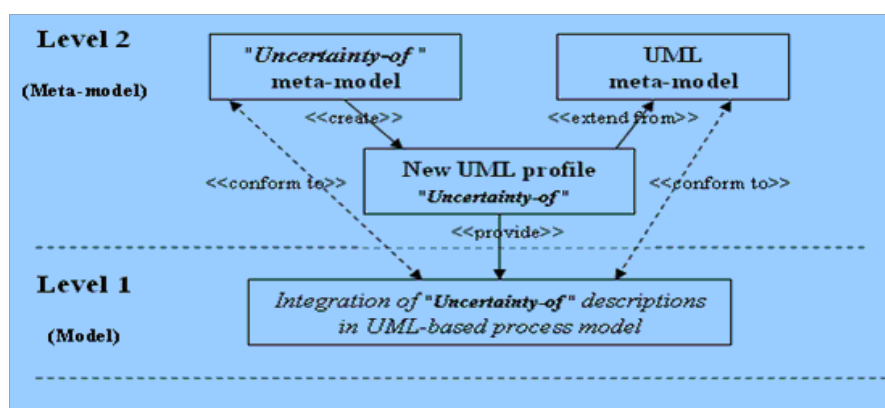 Level 2
(Meta-model)
"Uncertainty-of"
meta-model
UML
meta-model
<<create>>
<<extend from>>
New UML profile
"Uncertainty-of"
<<conform to>>
<<conform to>>
<<provide>>
Level 1
(Model)
Integration of "Uncertainty-of" descriptions
in UML-based process model